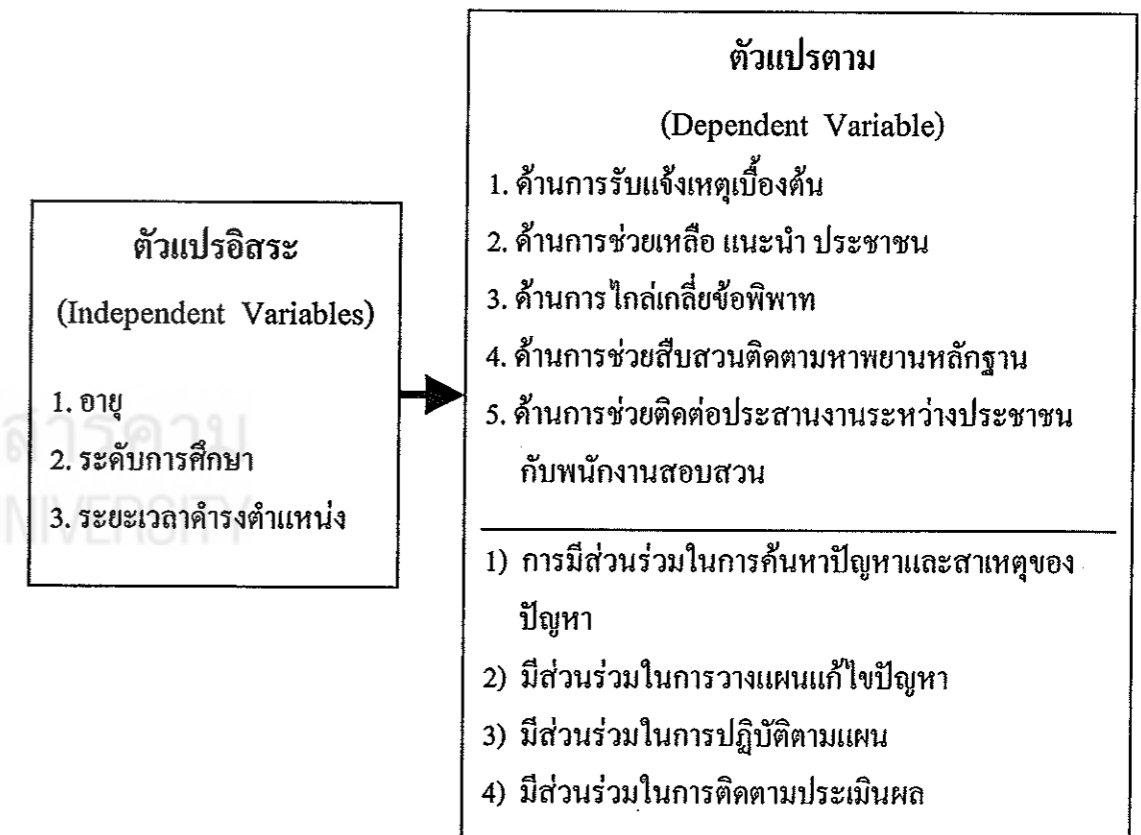 ตัวแปรอิสระ
(Independent Variables)
1. อายุ
2. ระดับการศึกษา
3. ระยะเวลาดำรงตำแหน่ง
ตัวแปรตาม
(Dependent Variable)
1. ด้านการรับแจ้งเหตุเบื้องต้น
2. ด้านการช่วยเหลือ แนะนำ ประชาชน
3. ด้านการไกล่เกลี่ยข้อพิพาท
4. ด้านการช่วยสืบสวนติดตามหาพยานหลักฐาน
5. ด้านการช่วยติดต่อประสานงานระหว่างประชาชน
กับพนักงานสอบสวน
1) การมีส่วนร่วมในการค้นหาปัญหาและสาเหตุของ
ปัญหา
2) มีส่วนร่วมในการวางแผนแก้ไขปัญหา
3) มีส่วนร่วมในการปฏิบัติตามแผน
4) มีส่วนร่วมในการติดตามประเมินผล
สารคาม
UNIVERSITY